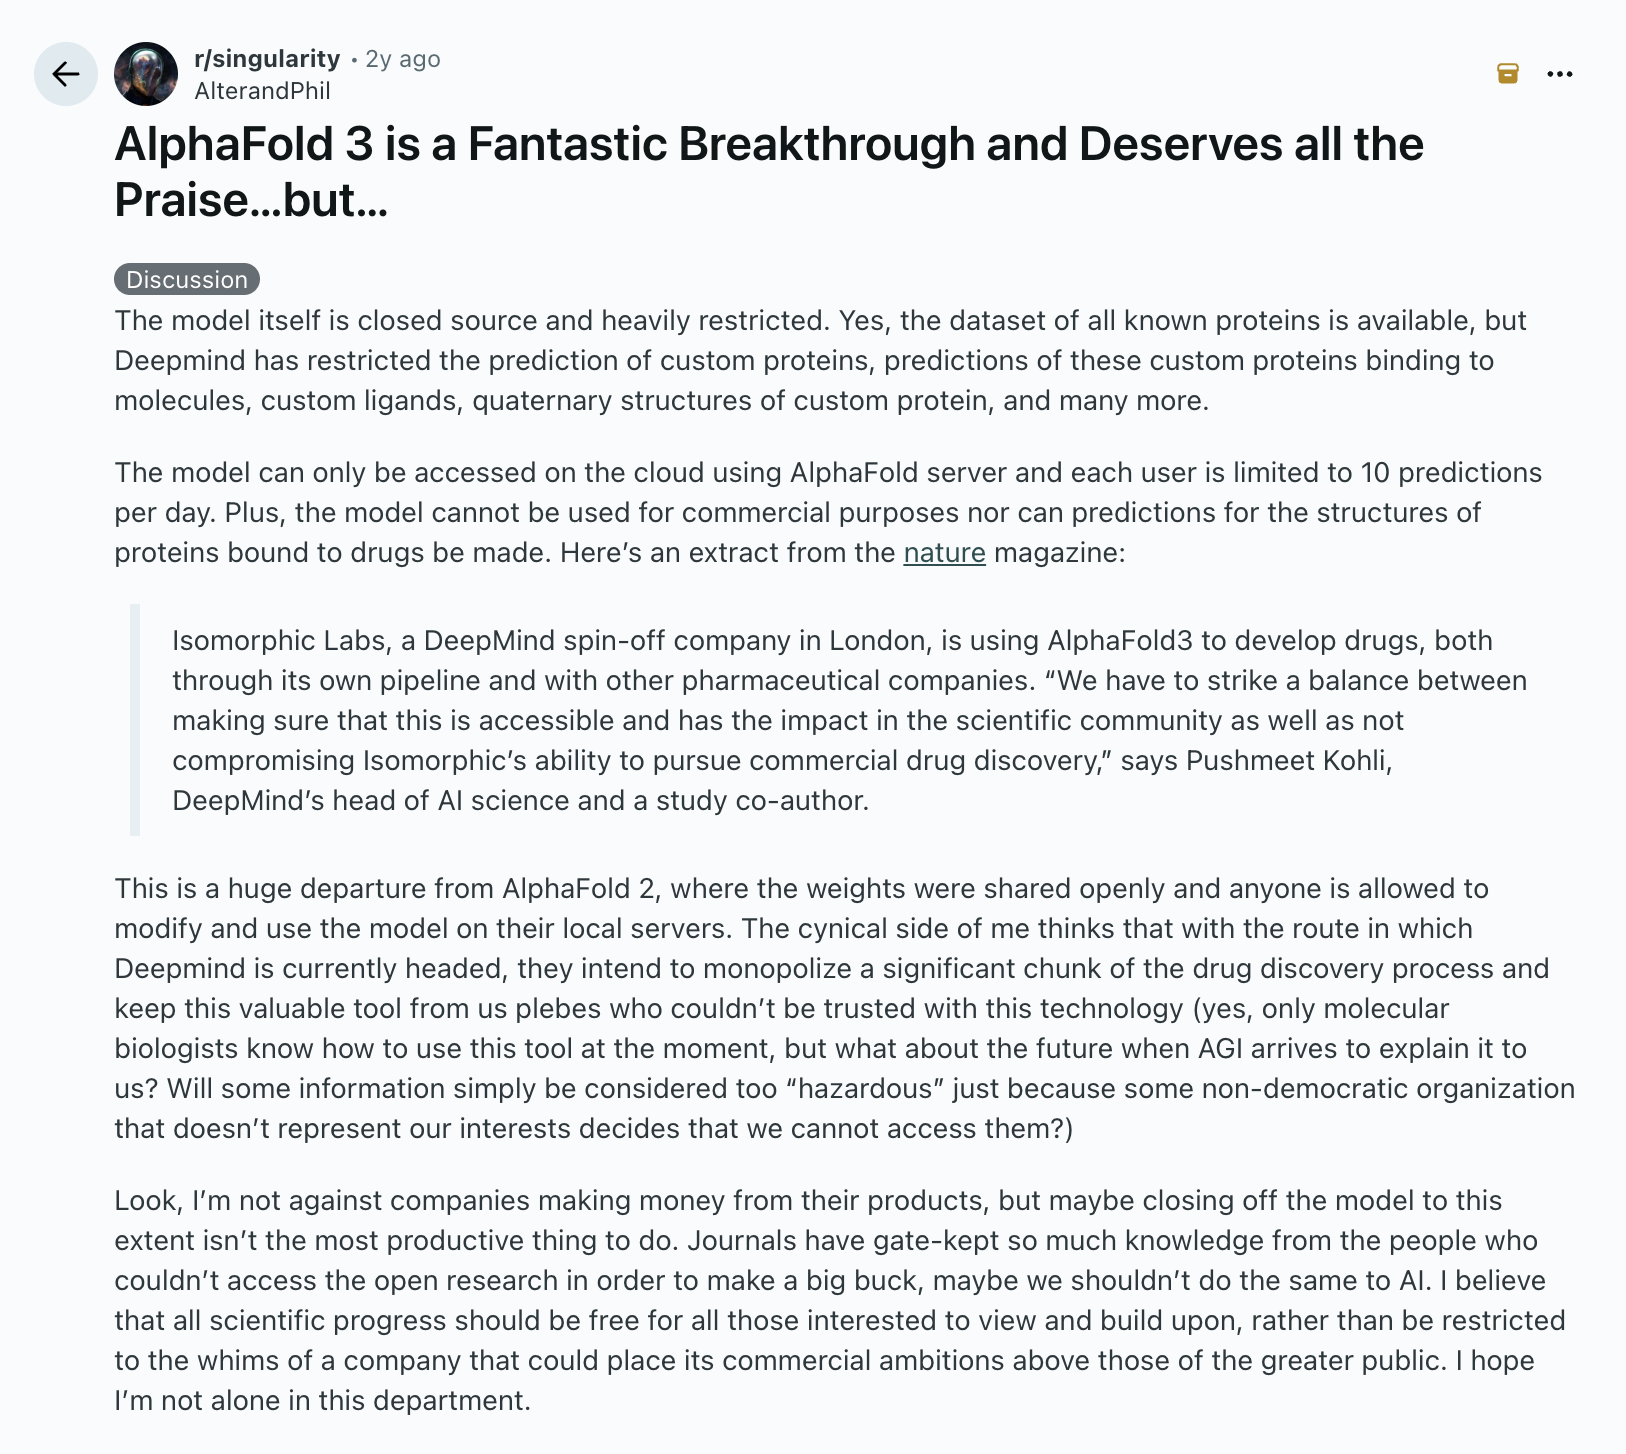 r/singularity • 2y ago
AlterandPhil
AlphaFold 3 is a Fantastic Breakthrough and Deserves all the
Praise...but...
Discussion
The model itself is closed source and heavily restricted. Yes, the dataset of all known proteins is available, but
Deepmind has restricted the prediction of custom proteins, predictions of these custom proteins binding to
molecules, custom ligands, quaternary structures of custom protein, and many more.
The model can only be accessed on the cloud using AlphaFold server and each user is limited to 10 predictions
per day. Plus, the model cannot be used for commercial purposes nor can predictions for the structures of
proteins bound to drugs be made. Here’s an extract from the nature magazine:
Isomorphic Labs, a DeepMind spin-off company in London, is using AlphaFold3 to develop drugs, both
through its own pipeline and with other pharmaceutical companies. “We have to strike a balance between
making sure that this is accessible and has the impact in the scientific community as well as not
compromising Isomorphic’s ability to pursue commercial drug discovery,” says Pushmeet Kohli,
DeepMind’s head of AI science and a study co-author.
This is a huge departure from AlphaFold 2, where the weights were shared openly and anyone is allowed to
modify and use the model on their local servers. The cynical side of me thinks that with the route in which
Deepmind is currently headed, they intend to monopolize a significant chunk of the drug discovery process and
keep this valuable tool from us plebes who couldn’t be trusted with this technology (yes, only molecular
biologists know how to use this tool at the moment, but what about the future when AGI arrives to explain it to
us? Will some information simply be considered too “hazardous” just because some non-democratic organization
that doesn’t represent our interests decides that we cannot access them?)
Look, I’m not against companies making money from their products, but maybe closing off the model to this
extent isn’t the most productive thing to do. Journals have gate-kept so much knowledge from the people who
couldn’t access the open research in order to make a big buck, maybe we shouldn’t do the same to AI. I believe
that all scientific progress should be free for all those interested to view and build upon, rather than be restricted
to the whims of a company that could place its commercial ambitions above those of the greater public. I hope
I’m not alone in this department.